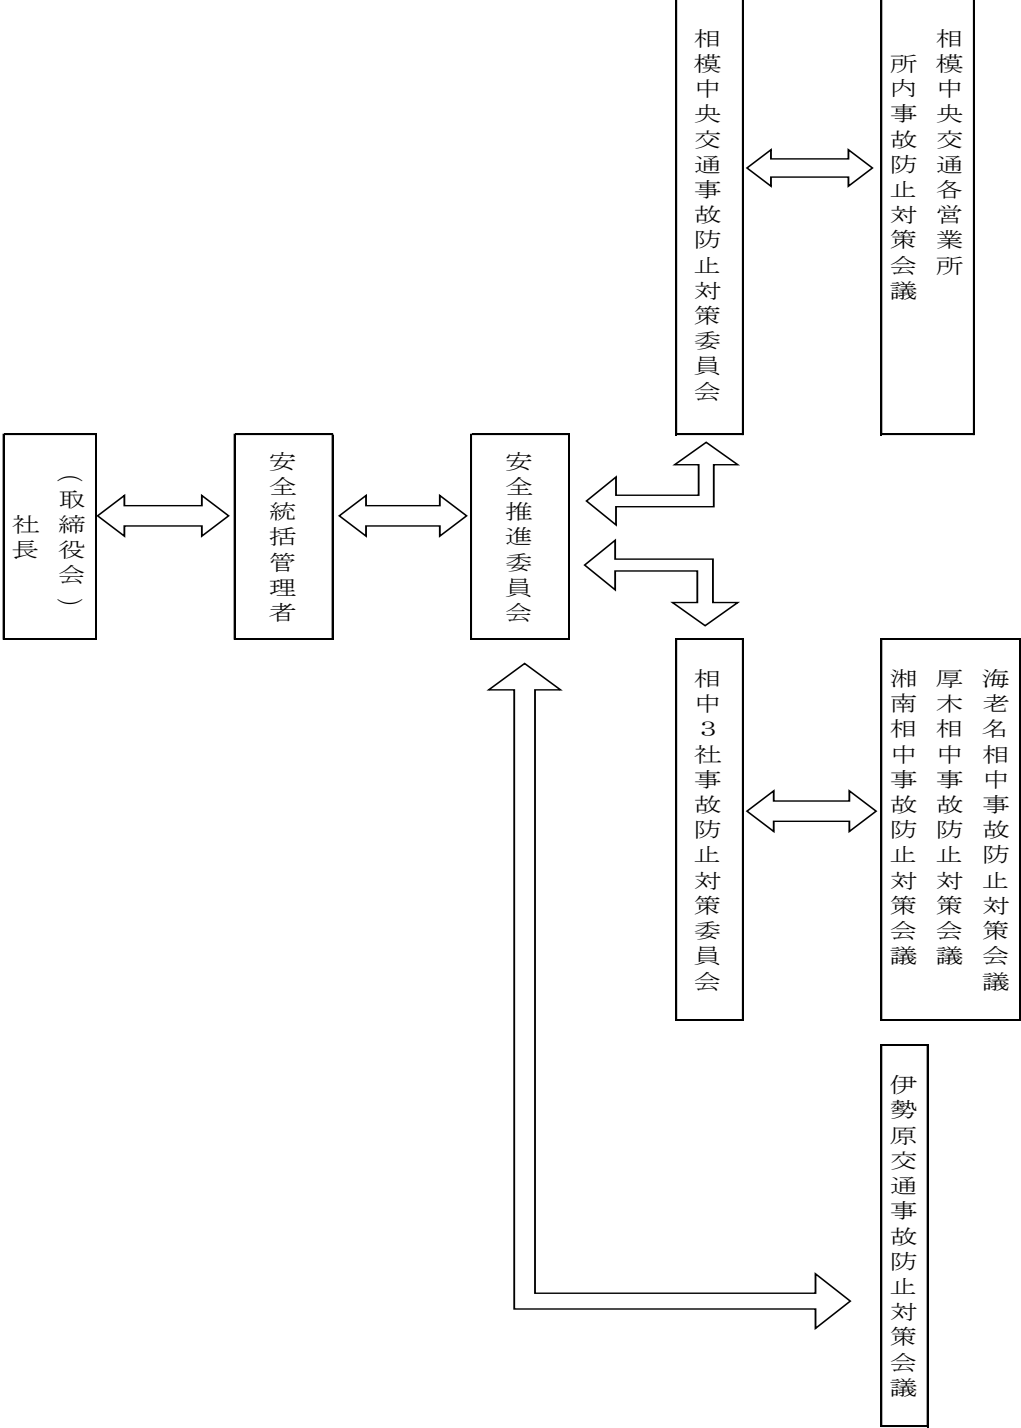 （取締役会）
社長
安全統括管理者
安全推進委員会
相模中央交通事故防止対策委員会
相模中央交通各営業所
所内事故防止対策会議
相中３社事故防止対策委員会
海老名相中事故防止対策会議
厚木相中事故防止対策会議
湘南相中事故防止対策会議
伊勢原交通事故防止対策会議